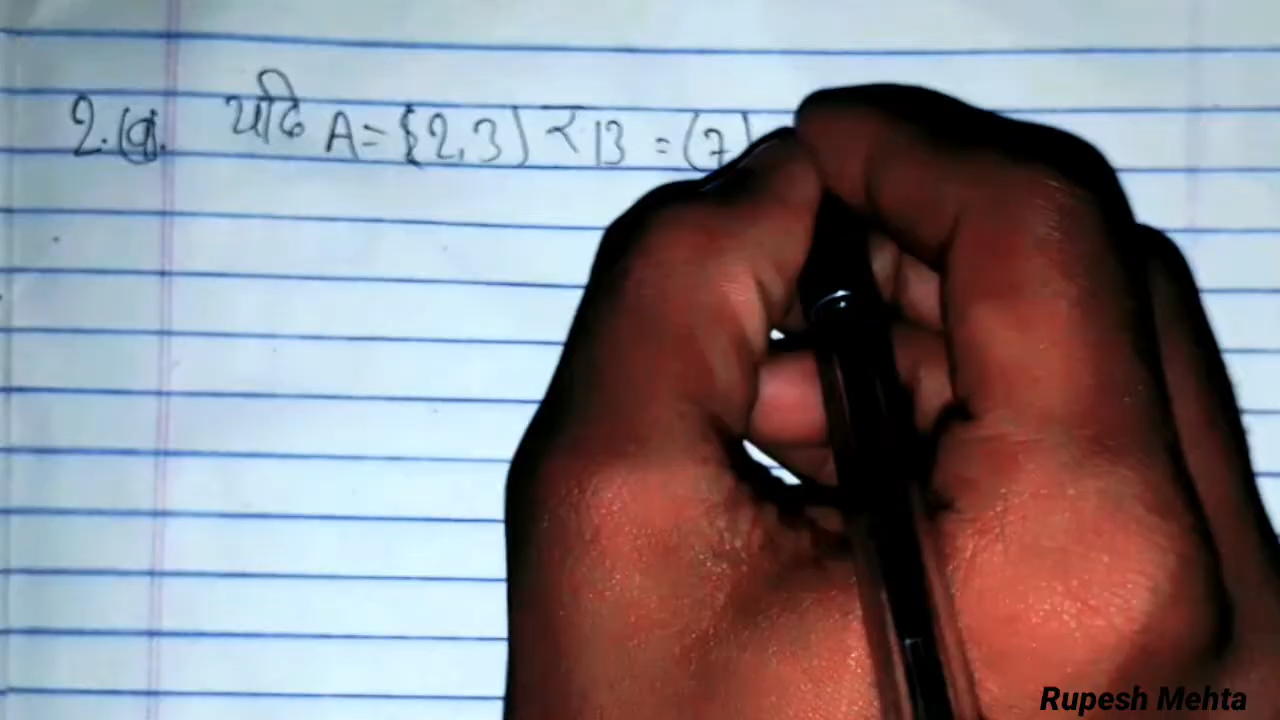 2.(a). यदि A = {2,3} र B = (7
Rupesh Mehta